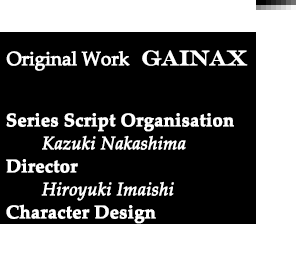 Original Work GAINAX
Series Script Organisation
Kazuki Nakashima
Director
Hiroyuki Imaishi
Character Design